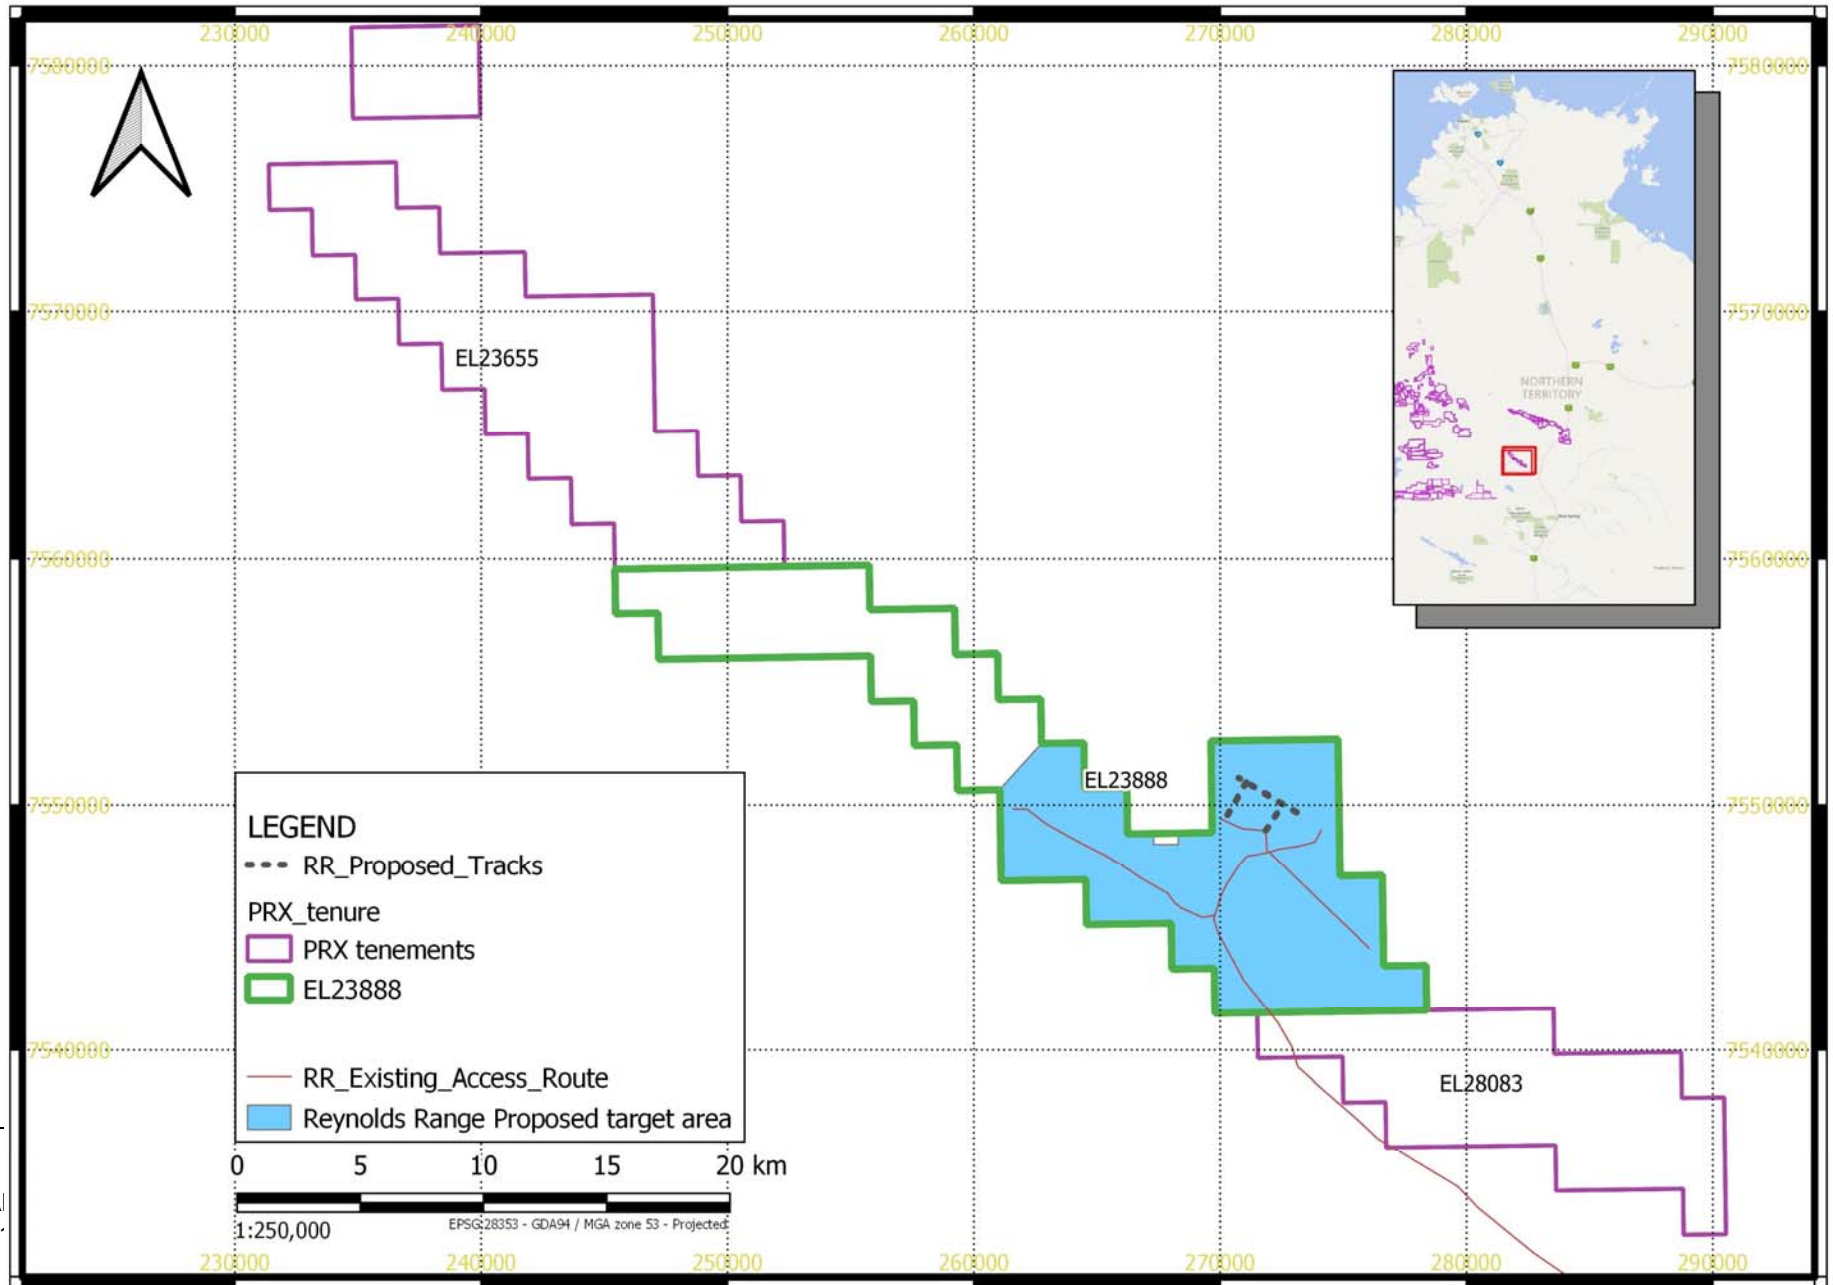 230000 240000 250000 260000 270000 280000 290000
7580000 7580000
7570000 7570000
NORTHERN
TERRITORY
EL23655
7560000 7560000
EL23888
7550000 7550000
LEGEND
RR_Proposed_Tracks
PRX_tenure
PRX tenements
EL23888
RR_Existing_Access_Route
Reynolds Range Proposed target area
7540000 7540000
EL28083
0 5 10 15 20 km
1:250,000
EPSG:28353 - GDA94 / MGA zone 53 - Projected
230000 240000 250000 260000 270000 280000 290000